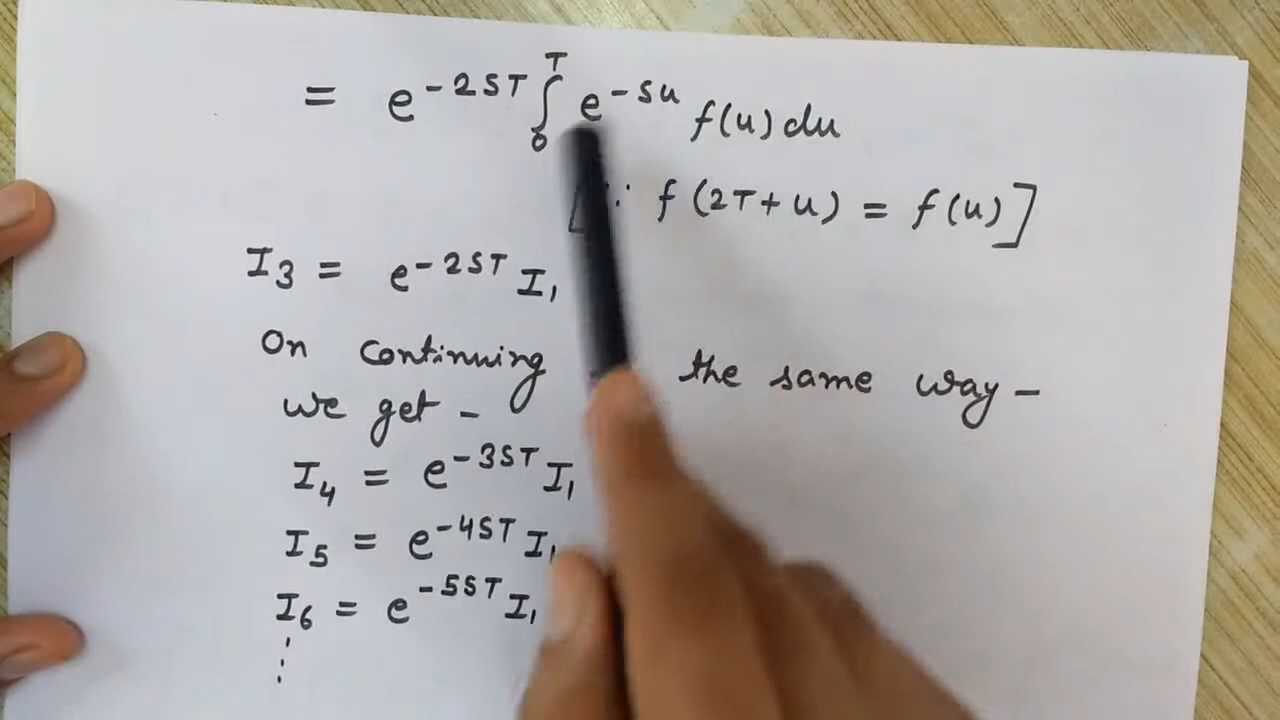 = e^{-2ST} ∫_0^T e^{-su} f(u) du
[∵ f(2T+u) = f(u)]
I_3 = e^{-2ST} I_1
On continuing the same way -
we get -
I_4 = e^{-3ST} I_1
I_5 = e^{-4ST} I_1
I_6 = e^{-5ST} I_1
⋮